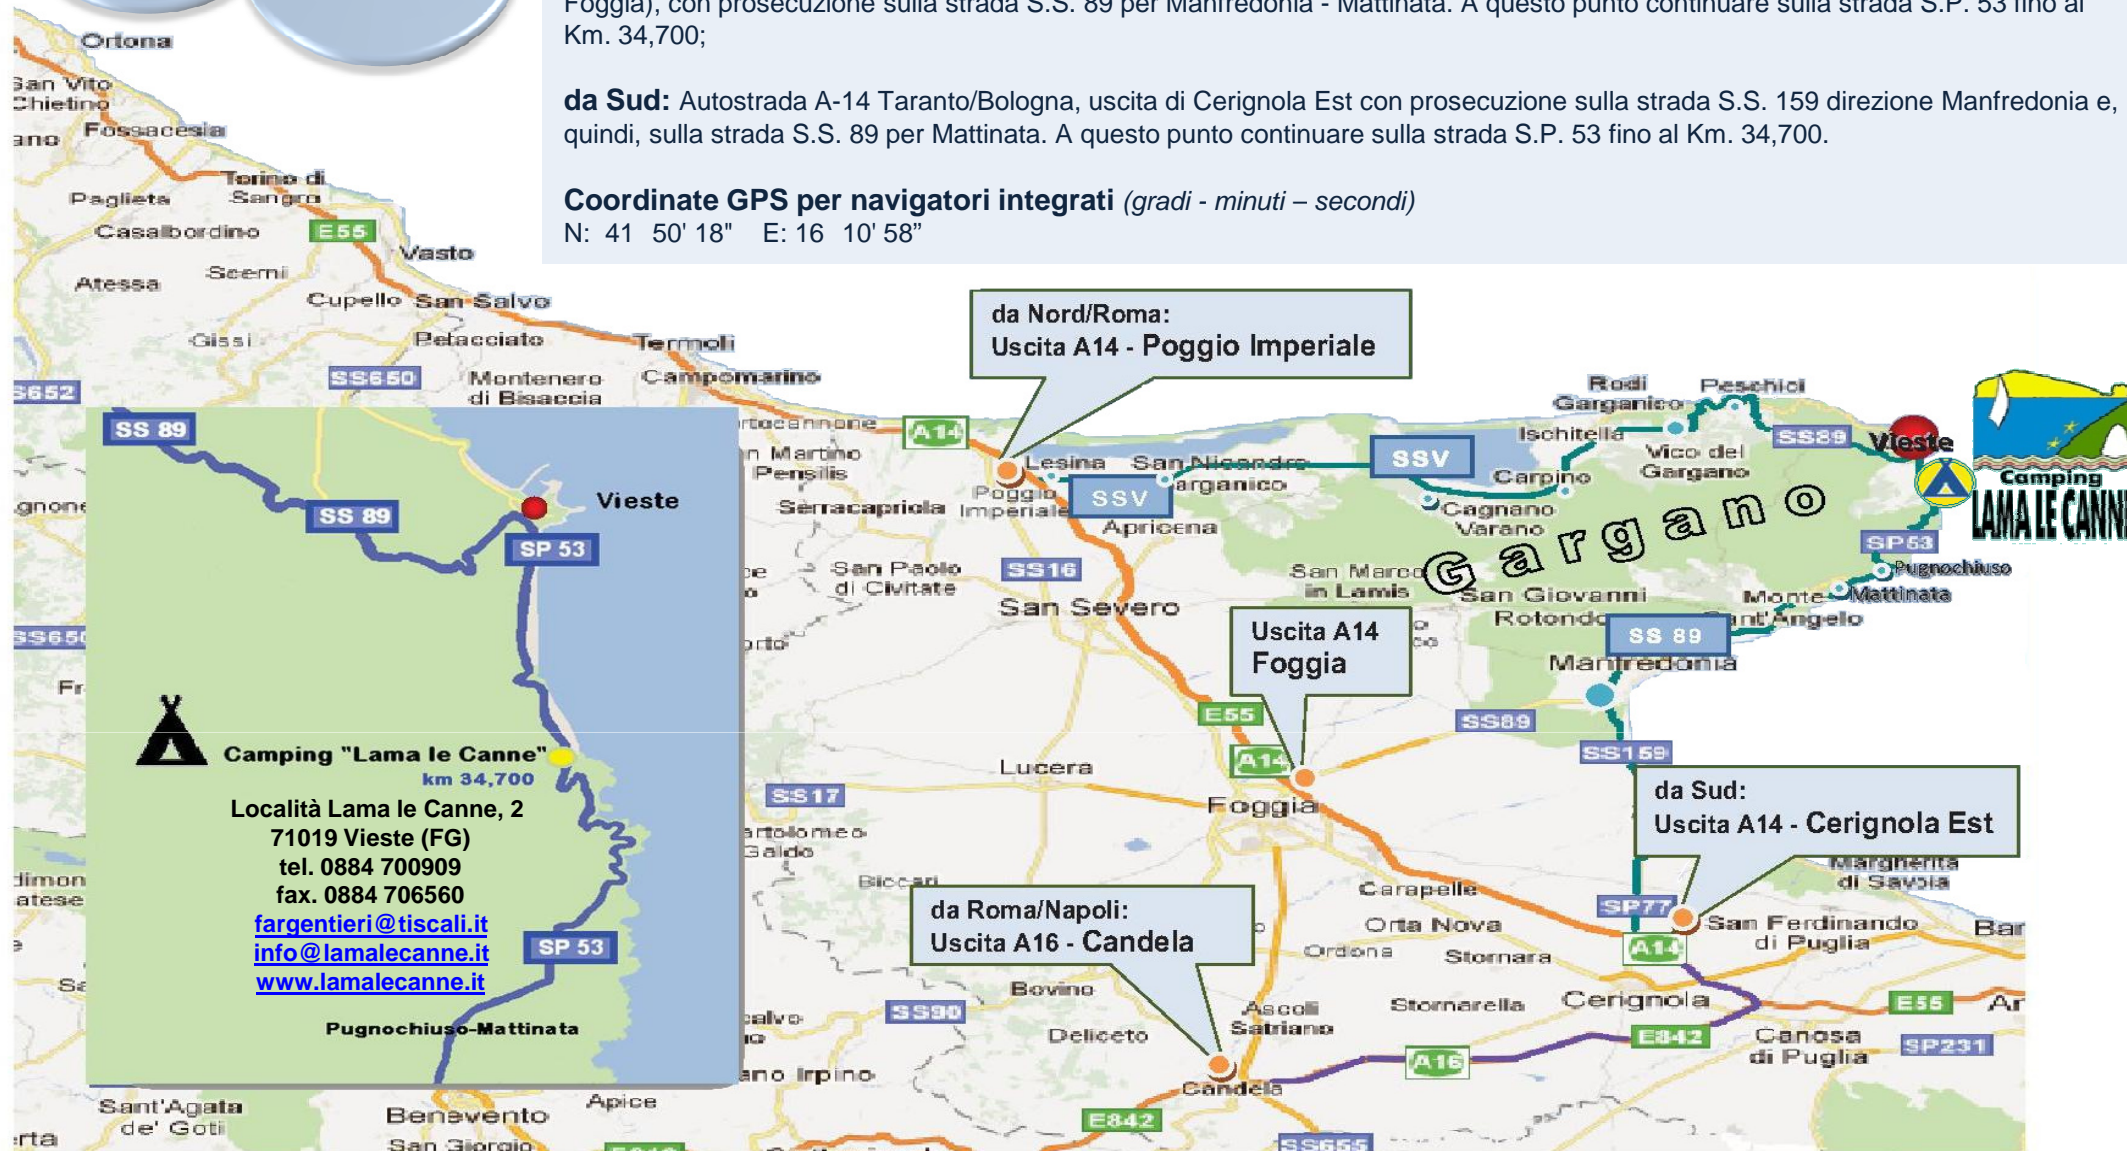 Foggia), con prosecuzione sulla strada S.S. 89 per Manfredonia - Mattinata. A questo punto continuare sulla strada S.P. 53 fino al
Km. 34,700;
da Sud: Autostrada A-14 Taranto/Bologna, uscita di Cerignola Est con prosecuzione sulla strada S.S. 159 direzione Manfredonia e,
quindi, sulla strada S.S. 89 per Mattinata. A questo punto continuare sulla strada S.P. 53 fino al Km. 34,700.
Coordinate GPS per navigatori integrati (gradi - minuti – secondi)
N: 41 50' 18" E: 16 10' 58”
Ortona
San Vito
Chietino
Fossacesia
Torino di
Sangro
Paglieta
Casalbordino
E55
Vasto
Scerni
Atessa
Cupello
San Salvo
Gissi
Petacciato
Termoli
SS650
Montenero
di Bisaccia
Campomarino
da Nord/Roma:
Uscita A14 - Poggio Imperiale
A14
Pensilis
Serracapriola
Lesina
Poggio
Imperiale
SSV
San Nicandro
Garganico
Apricena
SSV
Cagnano
Varano
Carpino
Ischitella
Rodi
Garganico
Peschici
Vico del
Gargano
SS89
Vieste
Camping
LAMA LE CANNE
Gargano
SP53
Pugnochiuso
Mattinata
Monte
Sant'Angelo
San Marco
in Lamis
San Giovanni
Rotondo
SS 89
Manfredonia
San Paolo
di Civitate
SS16
San Severo
Uscita A14
Foggia
E55
A14
SS89
SS159
Lucera
SS17
Foggia
da Sud:
Uscita A14 - Cerignola Est
Margherita
di Savoia
Biccari
Carapelle
Orta Nova
SP77
San Ferdinando
di Puglia
A14
da Roma/Napoli:
Uscita A16 - Candela
Ordona
Stornara
Bovino
SS90
Deliceto
Ascoli
Satriano
Stornarella
Cerignola
E55
E842
Canosa
di Puglia
SP231
A16
Candela
E842
SS655
SS 89
SS 89
Vieste
SP 53
Camping "Lama le Canne"
km 34,700
Località Lama le Canne, 2
71019 Vieste (FG)
tel. 0884 700909
fax. 0884 706560
fargentieri@tiscali.it
info@lamalecanne.it
www.lamalecanne.it
SP 53
Pugnochiuso-Mattinata
Sant'Agata
de' Goti
Benevento
Apice
San Giorgio